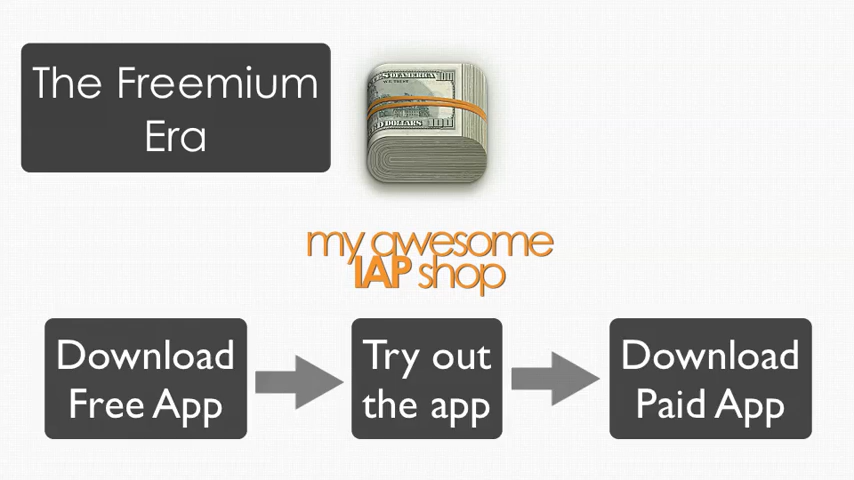 The Freemium
Era
my awesome
IAP shop
Download
Free App
Try out
the app
Download
Paid App